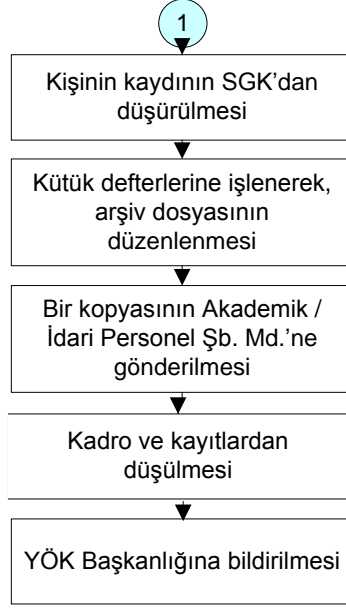 1
Kişinin kaydının SGK’dan
düşürülmesi
Kütük defterlerine işlenerek,
arşiv dosyasının
düzenlenmesi
Bir kopyasının Akademik /
İdari Personel Şb. Md.’ne
gönderilmesi
Kadro ve kayıtlardan
düşülmesi
YÖK Başkanlığına bildirilmesi